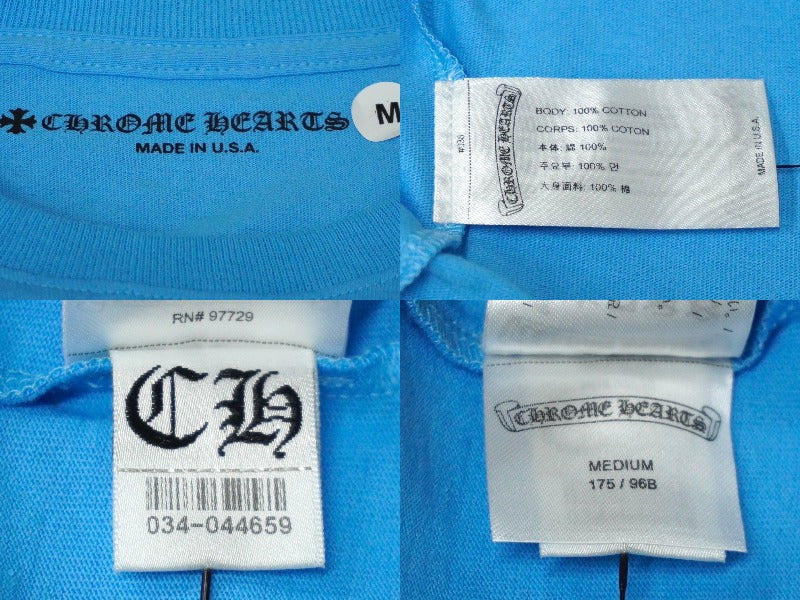 CHROME HEARTS
MADE IN U.S.A.
M
CHROME HEARTS
BODY: 100% COTTON
CORPS: 100% COTON
本体: 綿 100%
주요부: 100% 면
大身面料: 100% 棉
MADE IN U.S.A.
RN# 97729
CH
034-044659
CHROME HEARTS
MEDIUM
175 / 96B